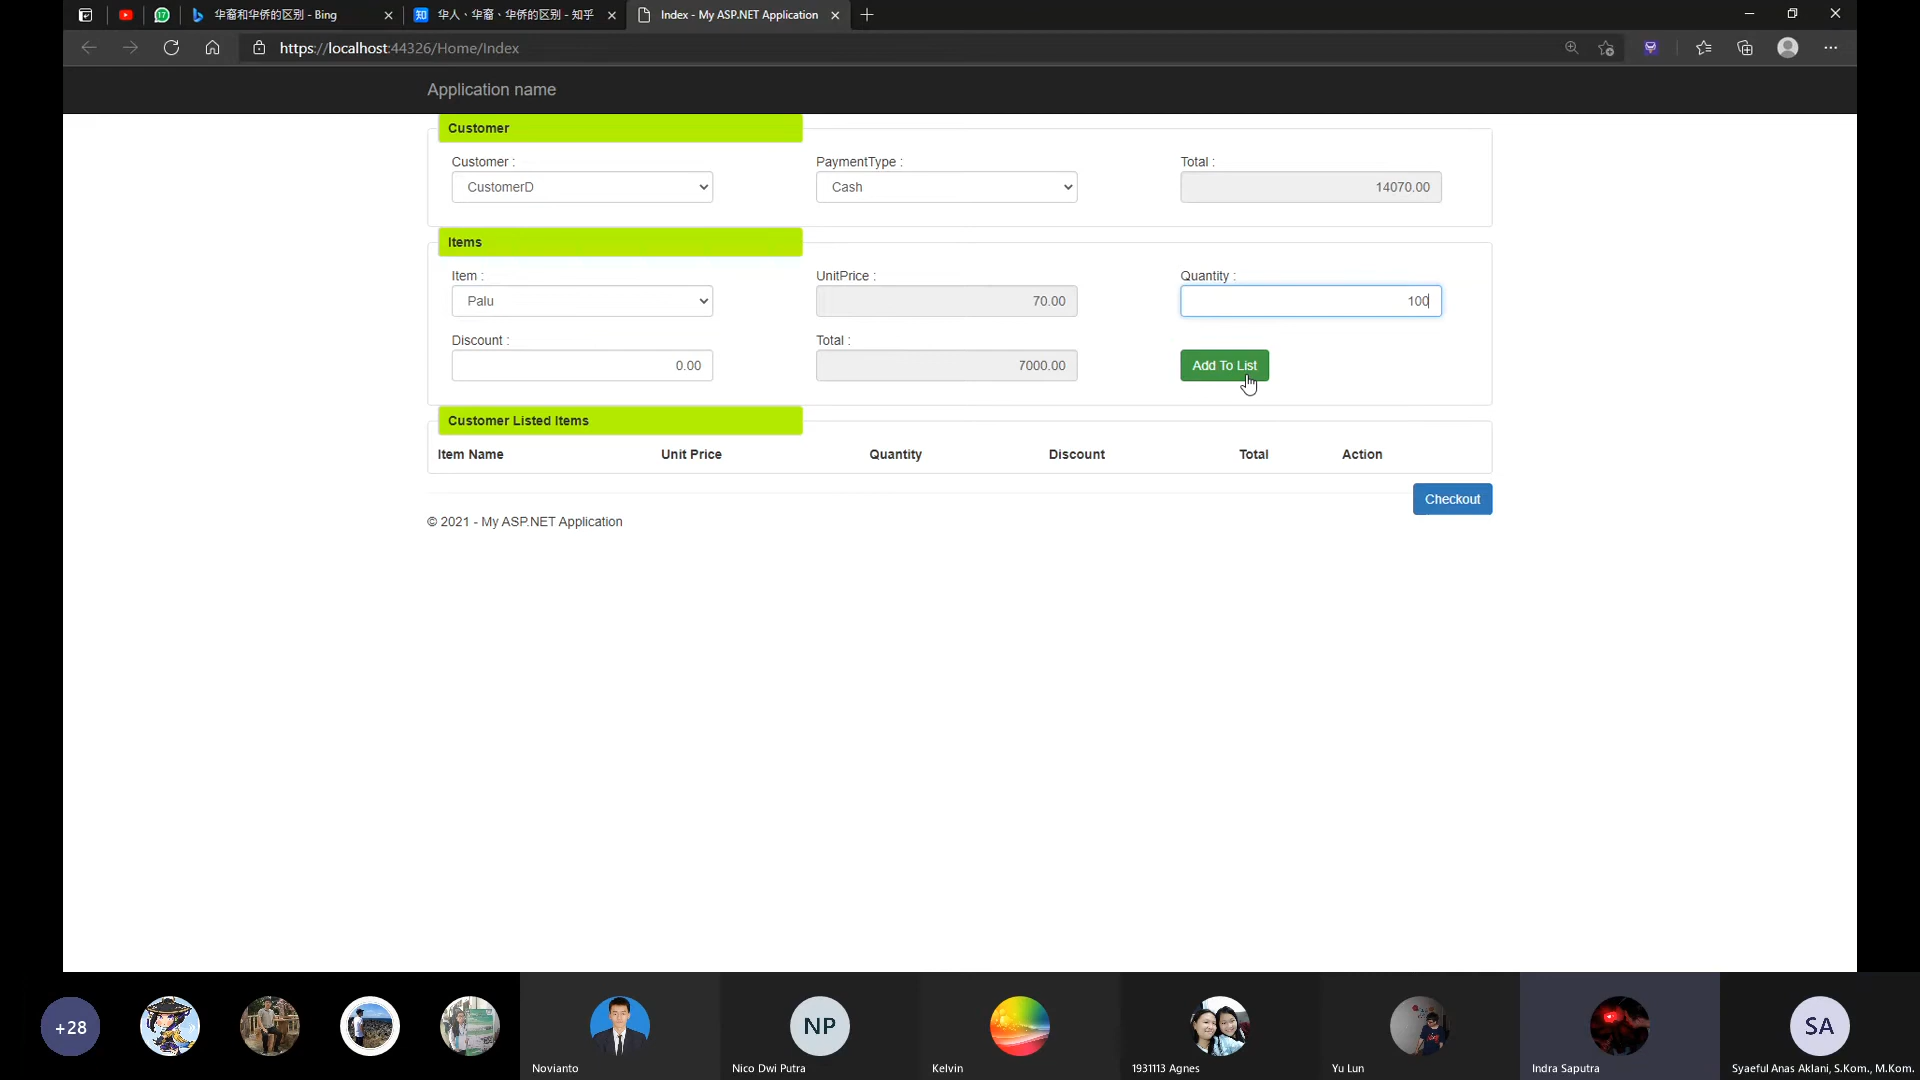 17
华裔和华侨的区别 - Bing
知 华人、华裔、华侨的区别 - 知乎
Index - My ASP.NET Application
https://localhost:44326/Home/Index
Application name
Customer
Customer :
PaymentType :
Total :
CustomerD
Cash
14070.00
Items
Item :
UnitPrice :
Quantity :
Palu
70.00
100
Discount :
Total :
0.00
7000.00
Add To List
Customer Listed Items
Item Name
Unit Price
Quantity
Discount
Total
Action
Checkout
© 2021 - My ASP.NET Application
+28
NP
SA
Novianto
Nico Dwi Putra
Kelvin
1931113 Agnes
Yu Lun
Indra Saputra
Syaeful Anas Aklani, S.Kom., M.Kom.